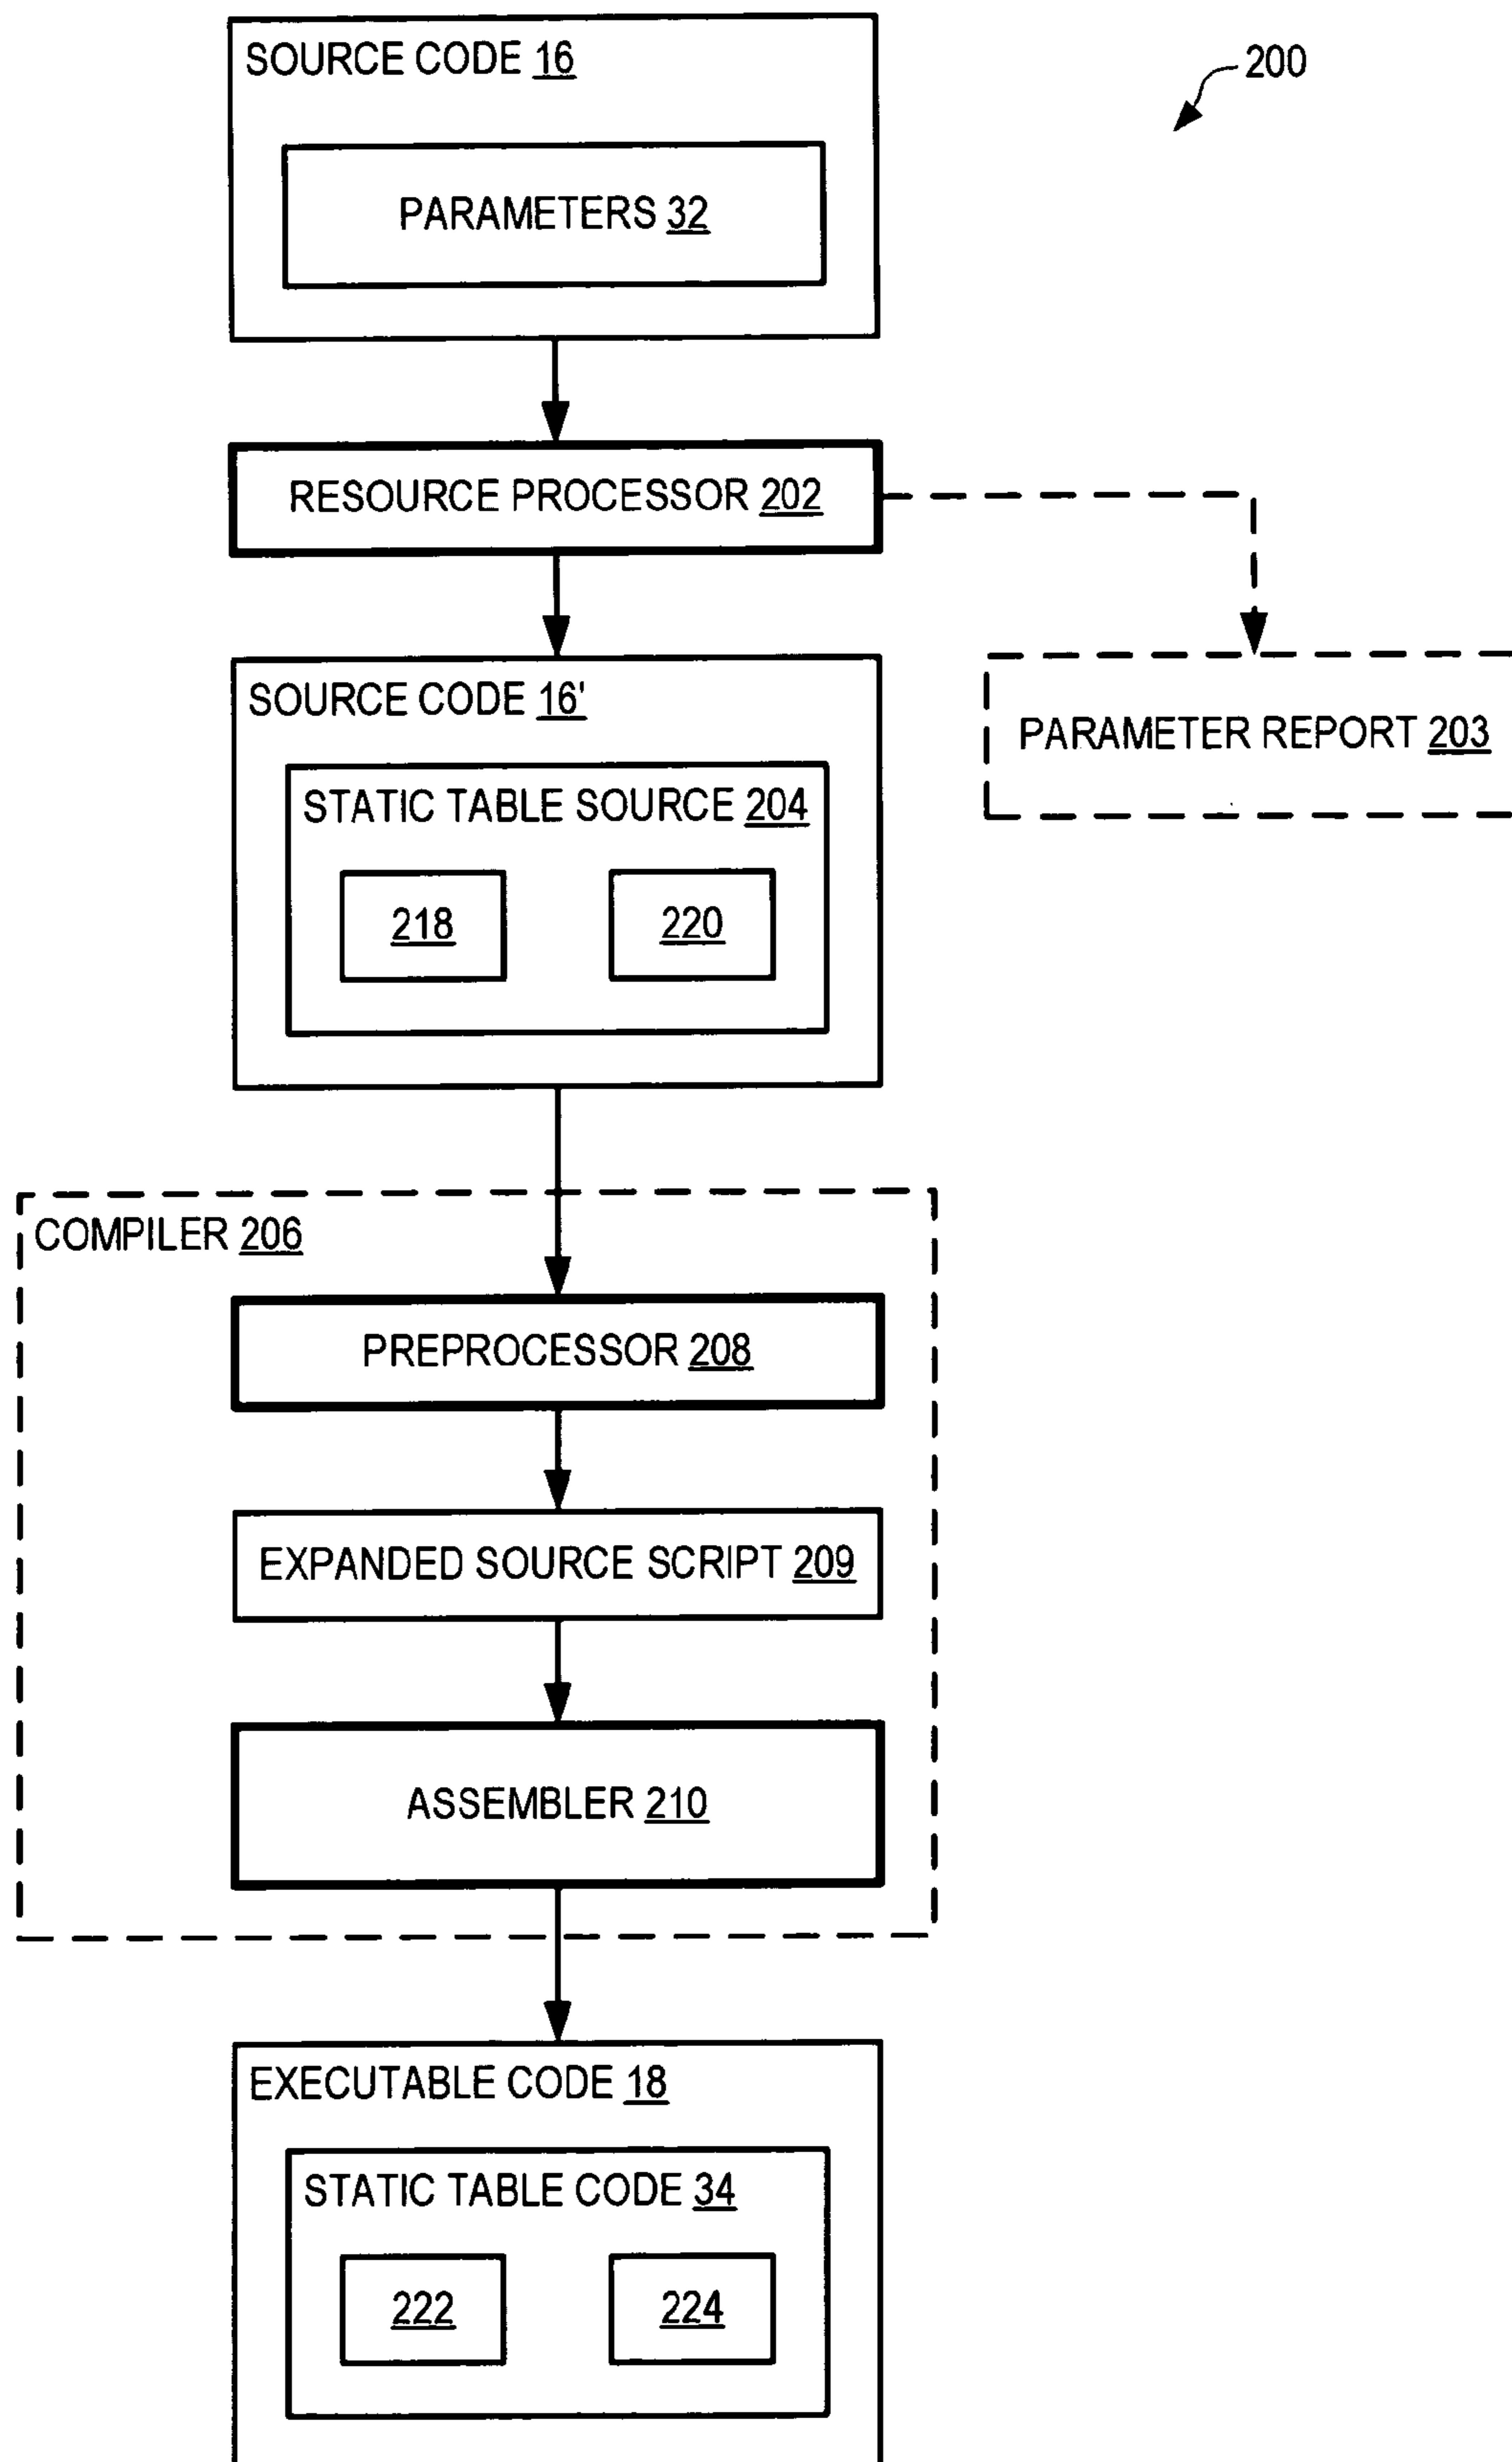 SOURCE CODE 16
200
PARAMETERS 32
RESOURCE PROCESSOR 202
SOURCE CODE 16'
PARAMETER REPORT 203
STATIC TABLE SOURCE 204
218
220
COMPILER 206
PREPROCESSOR 208
EXPANDED SOURCE SCRIPT 209
ASSEMBLER 210
EXECUTABLE CODE 18
STATIC TABLE CODE 34
222
224